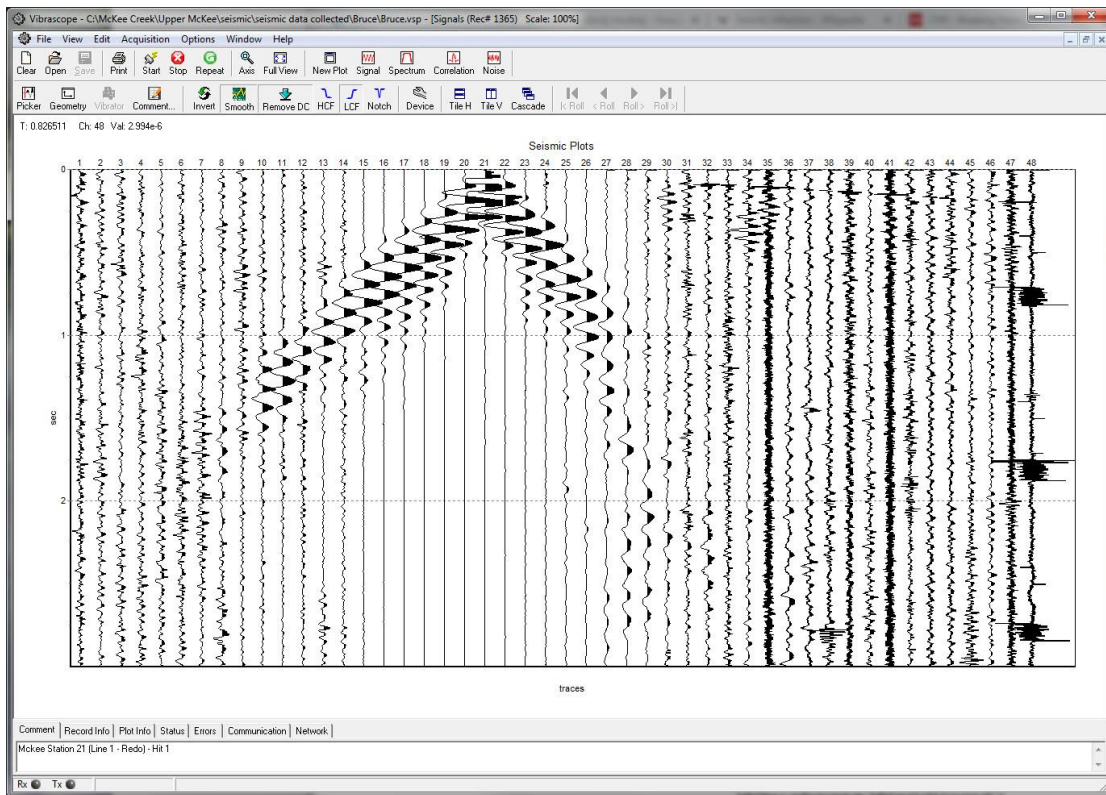 Vibrascope - C:\McKee Creek\Upper McKee\seismic\seismic data collected\Bruce\Bruce.vsp - [Signals (Rec# 1365) Scale: 100%]
File View Edit Acquisition Options Window Help
Clear Open Save Print Start Stop Repeat Axis Full View New Plot Signal Spectrum Correlation Noise
Picker Geometry Vibrator Comment... Invert Smooth Remove DC HCF LCF Notch Device Tile H Tile V Cascade |< Roll < Roll Roll > Roll >|
T: 0.826511 Ch: 48 Val: 2.994e-6
Seismic Plots
1 2 3 4 5 6 7 8 9 10 11 12 13 14 15 16 17 18 19 20 21 22 23 24 25 26 27 28 29 30 31 32 33 34 35 36 37 38 39 40 41 42 43 44 45 46 47 48
0
1
sec
2
traces
Comment Record Info Plot Info Status Errors Communication Network
Mckee Station 21 (Line 1 - Redo) - Hit 1
Rx Tx